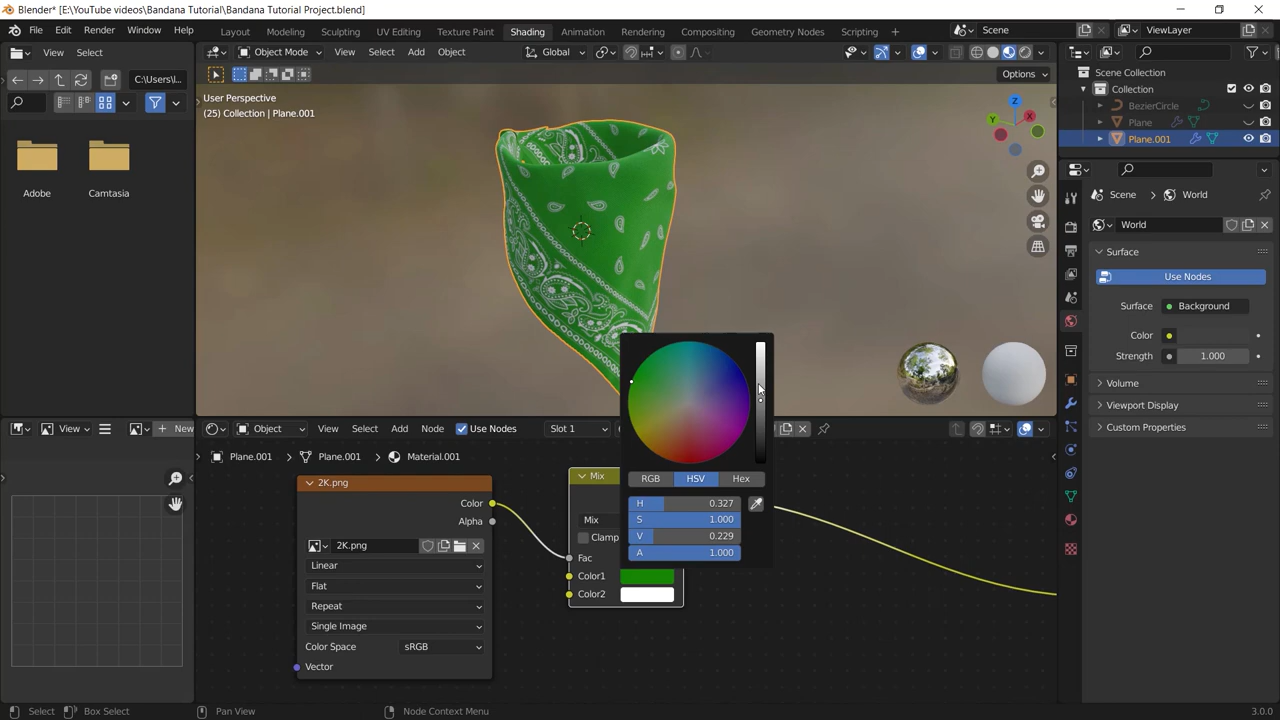 Blender* [E:\YouTube videos\Bandana Tutorial\Bandana Tutorial Project.blend]
File Edit Render Window Help Layout Modeling Sculpting UV Editing Texture Paint Shading Animation Rendering Compositing Geometry Nodes Scripting + Scene ViewLayer
View Select Object Mode View Select Add Object Global
C:\Users\l... Options
User Perspective
(25) Collection | Plane.001
Z
Y
X
Adobe Camtasia
Scene Collection
Collection
BezierCircle
Plane
Plane.001
Scene World
World
Surface
Use Nodes
Surface Background
Color
Strength 1.000
Volume
Viewport Display
Custom Properties
View + New Object View Select Add Node Use Nodes Slot 1
Plane.001 > Plane.001 > Material.001
2K.png
Color
Alpha
2K.png
Linear
Flat
Repeat
Single Image
Color Space sRGB
Vector
Mix
Mix
Clamp
Fac
Color1
Color2
RGB HSV Hex
H 0.327
S 1.000
V 0.229
A 1.000
Select Box Select Pan View Node Context Menu 3.0.0